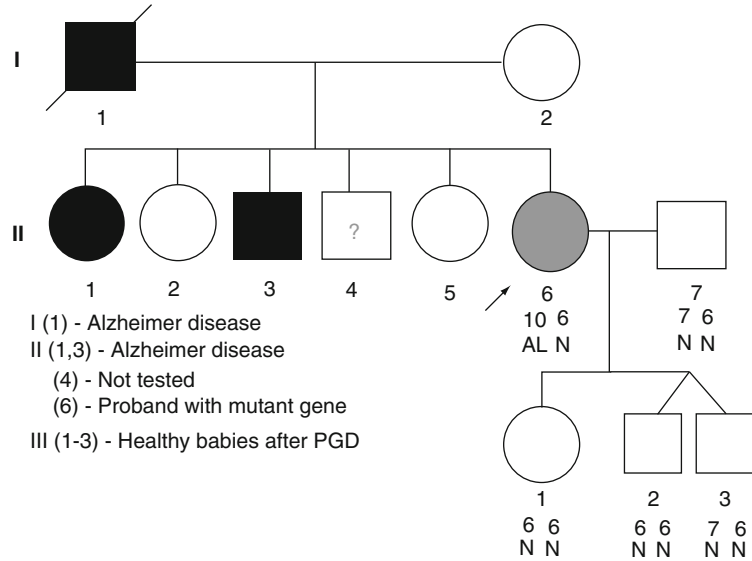 I
1
2
II
?
1
2
3
4
5
6
7
10 6
7 6
AL N
N N
I (1) - Alzheimer disease
II (1,3) - Alzheimer disease
(4) - Not tested
(6) - Proband with mutant gene
III (1-3) - Healthy babies after PGD
1
2
3
6 6
6 6
7 6
N N
N N
N N